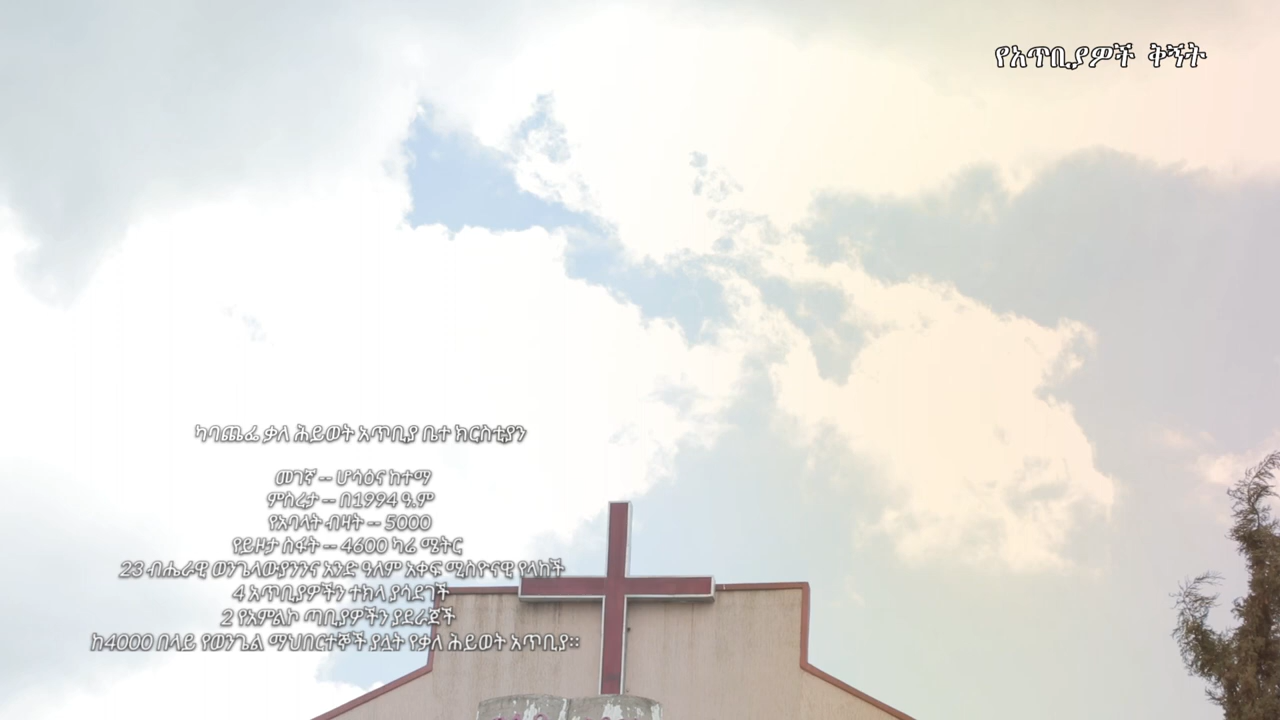 የአጥቢያዎች ቅኝት
ካባጨፌ ቃለ ሕይወት አጥቢያ ቤተ ክርስቲያን
መገኛ -- ሆሳዕና ከተማ
ምስረታ -- በ1994 ዓ.ም
የአባላት ብዛት -- 5000
የይዞታ ስፋት -- 4600 ካሬ ሜትር
23 ብሔራዊ ወንጌላውያንንና አንድ ዓለም አቀፍ ሚስዮናዊ የላከች
4 አጥቢያዎችን ተክላ ያሳደገች
2 የአምልኮ ጣቢያዎችን ያደራጀች
ከ4000 በላይ የወንጌል ማህበርተኞች ያሏት የቃለ ሕይወት አጥቢያ።